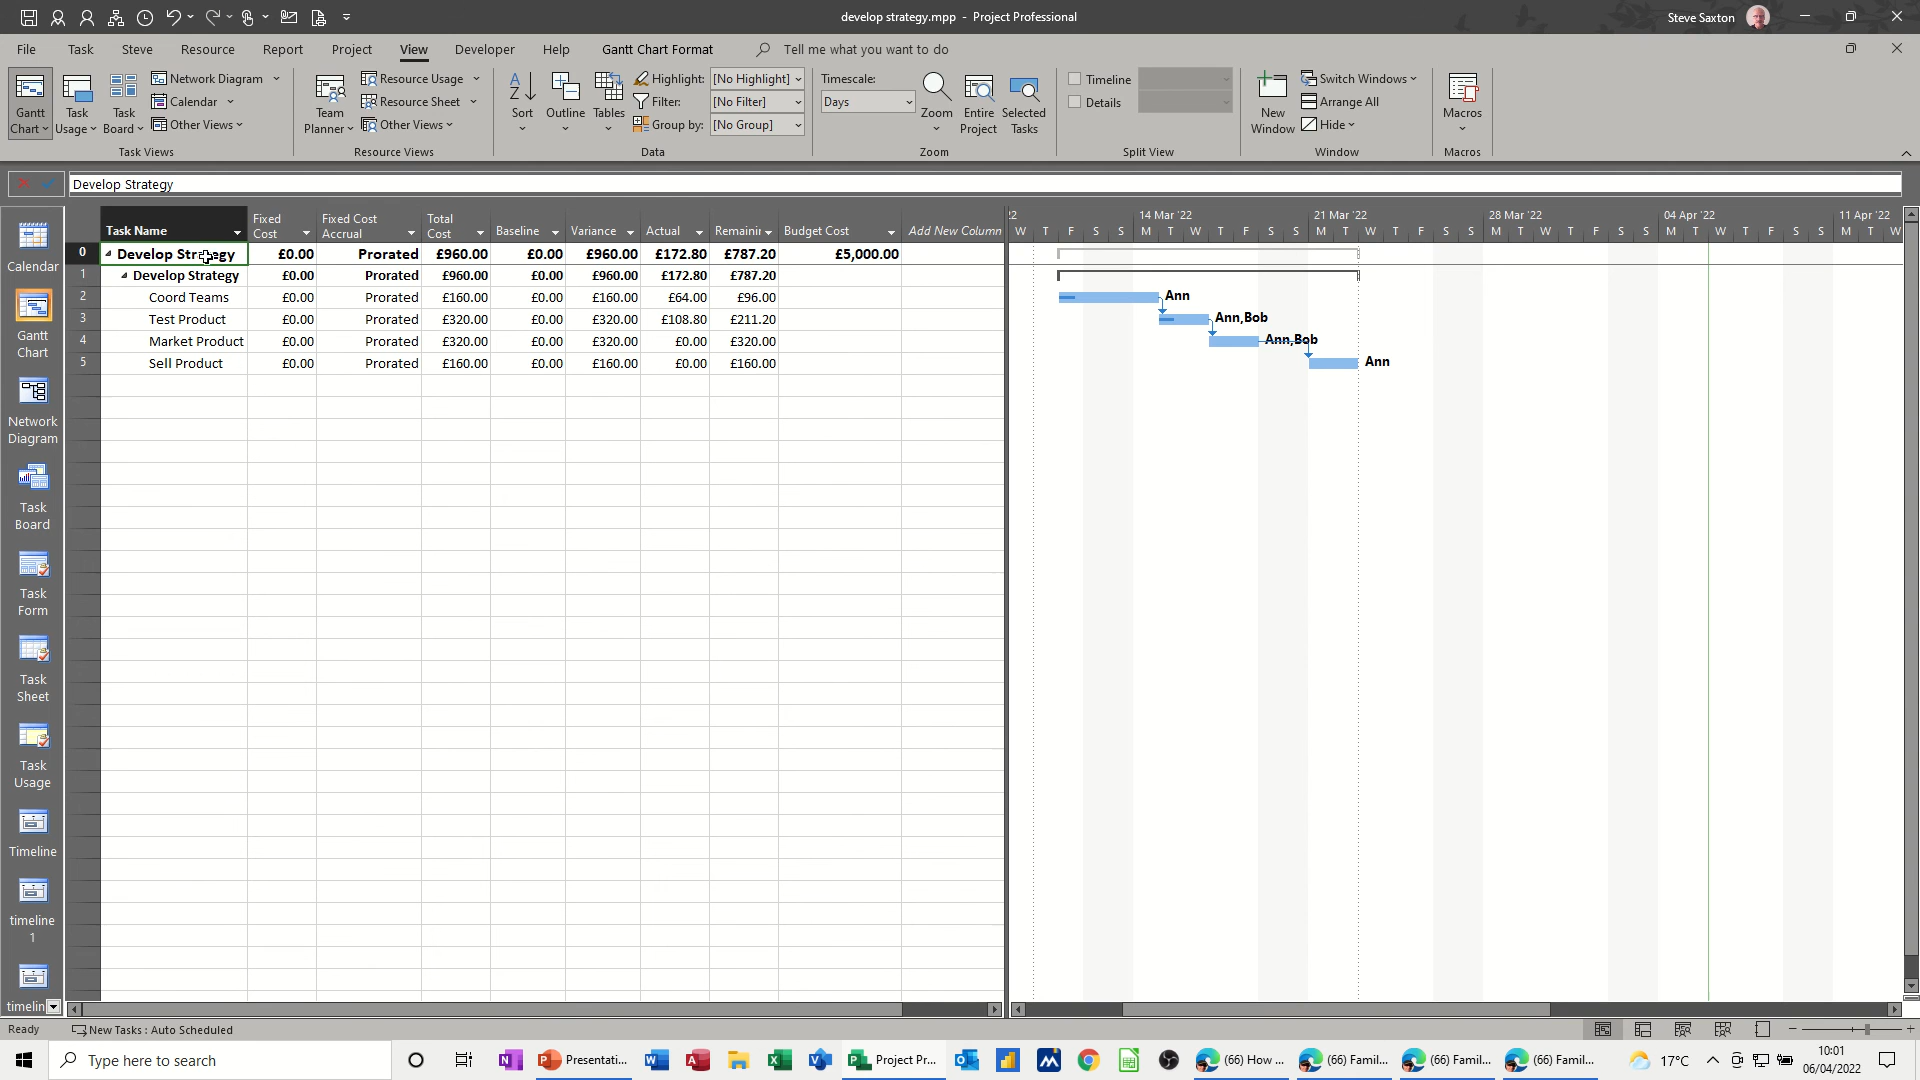 develop strategy.mpp - Project Professional
Steve Saxton
File Task Steve Resource Report Project View Developer Help Gantt Chart Format Tell me what you want to do
Gantt Chart
Task Usage
Task Board
Network Diagram
Calendar
Other Views
Task Views
Team Planner
Resource Usage
Resource Sheet
Other Views
Resource Views
Sort
Outline
Tables
Highlight: [No Highlight]
Filter: [No Filter]
Group by: [No Group]
Data
Timescale:
Days
Zoom
Entire Project
Selected Tasks
Zoom
Timeline
Details
Split View
New Window
Switch Windows
Arrange All
Hide
Window
Macros
Macros
Develop Strategy
Calendar
Gantt Chart
Network Diagram
Task Board
Task Form
Task Sheet
Task Usage
Timeline
timeline 1
timelin
Task Name Fixed Cost Fixed Cost Accrual Total Cost Baseline Variance Actual Remaini Budget Cost Add New Column
0 Develop Strategy £0.00 Prorated £960.00 £0.00 £960.00 £172.80 £787.20 £5,000.00
1 Develop Strategy £0.00 Prorated £960.00 £0.00 £960.00 £172.80 £787.20
2 Coord Teams £0.00 Prorated £160.00 £0.00 £160.00 £64.00 £96.00
3 Test Product £0.00 Prorated £320.00 £0.00 £320.00 £108.80 £211.20
4 Market Product £0.00 Prorated £320.00 £0.00 £320.00 £0.00 £320.00
5 Sell Product £0.00 Prorated £160.00 £0.00 £160.00 £0.00 £160.00
22 14 Mar '22 21 Mar '22 28 Mar '22 04 Apr '22 11 Apr '22
W T F S S M T W T F S S M T W T F S S M T W T F S S M T W T F S S M T W
Ann
Ann,Bob
Ann,Bob
Ann
Ready New Tasks : Auto Scheduled
Type here to search
Presentati...
Project Pr...
(66) How ...
(66) Famil...
(66) Famil...
(66) Famil...
17°C
10:01
06/04/2022